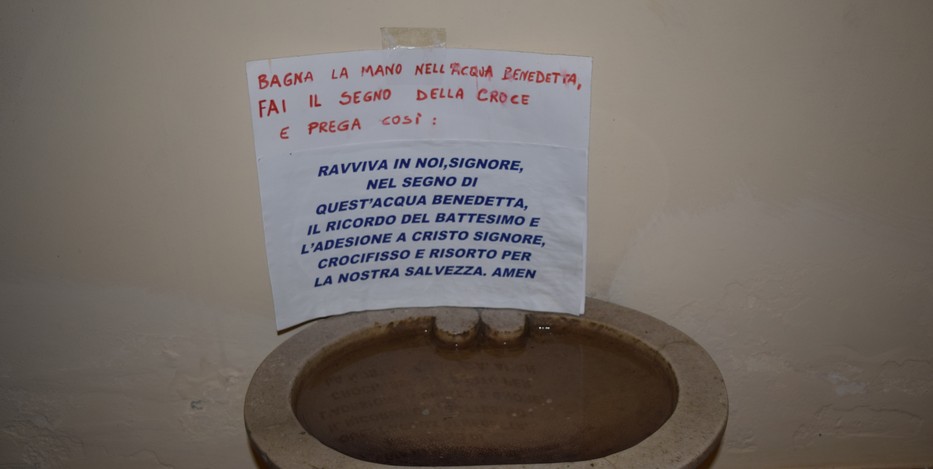 BAGNA LA MANO NELL'ACQUA BENEDETTA,
FAI IL SEGNO DELLA CROCE
E PREGA COSÌ:
RAVVIVA IN NOI,SIGNORE,
NEL SEGNO DI
QUEST'ACQUA BENEDETTA,
IL RICORDO DEL BATTESIMO E
L'ADESIONE A CRISTO SIGNORE,
CROCIFISSO E RISORTO PER
LA NOSTRA SALVEZZA. AMEN